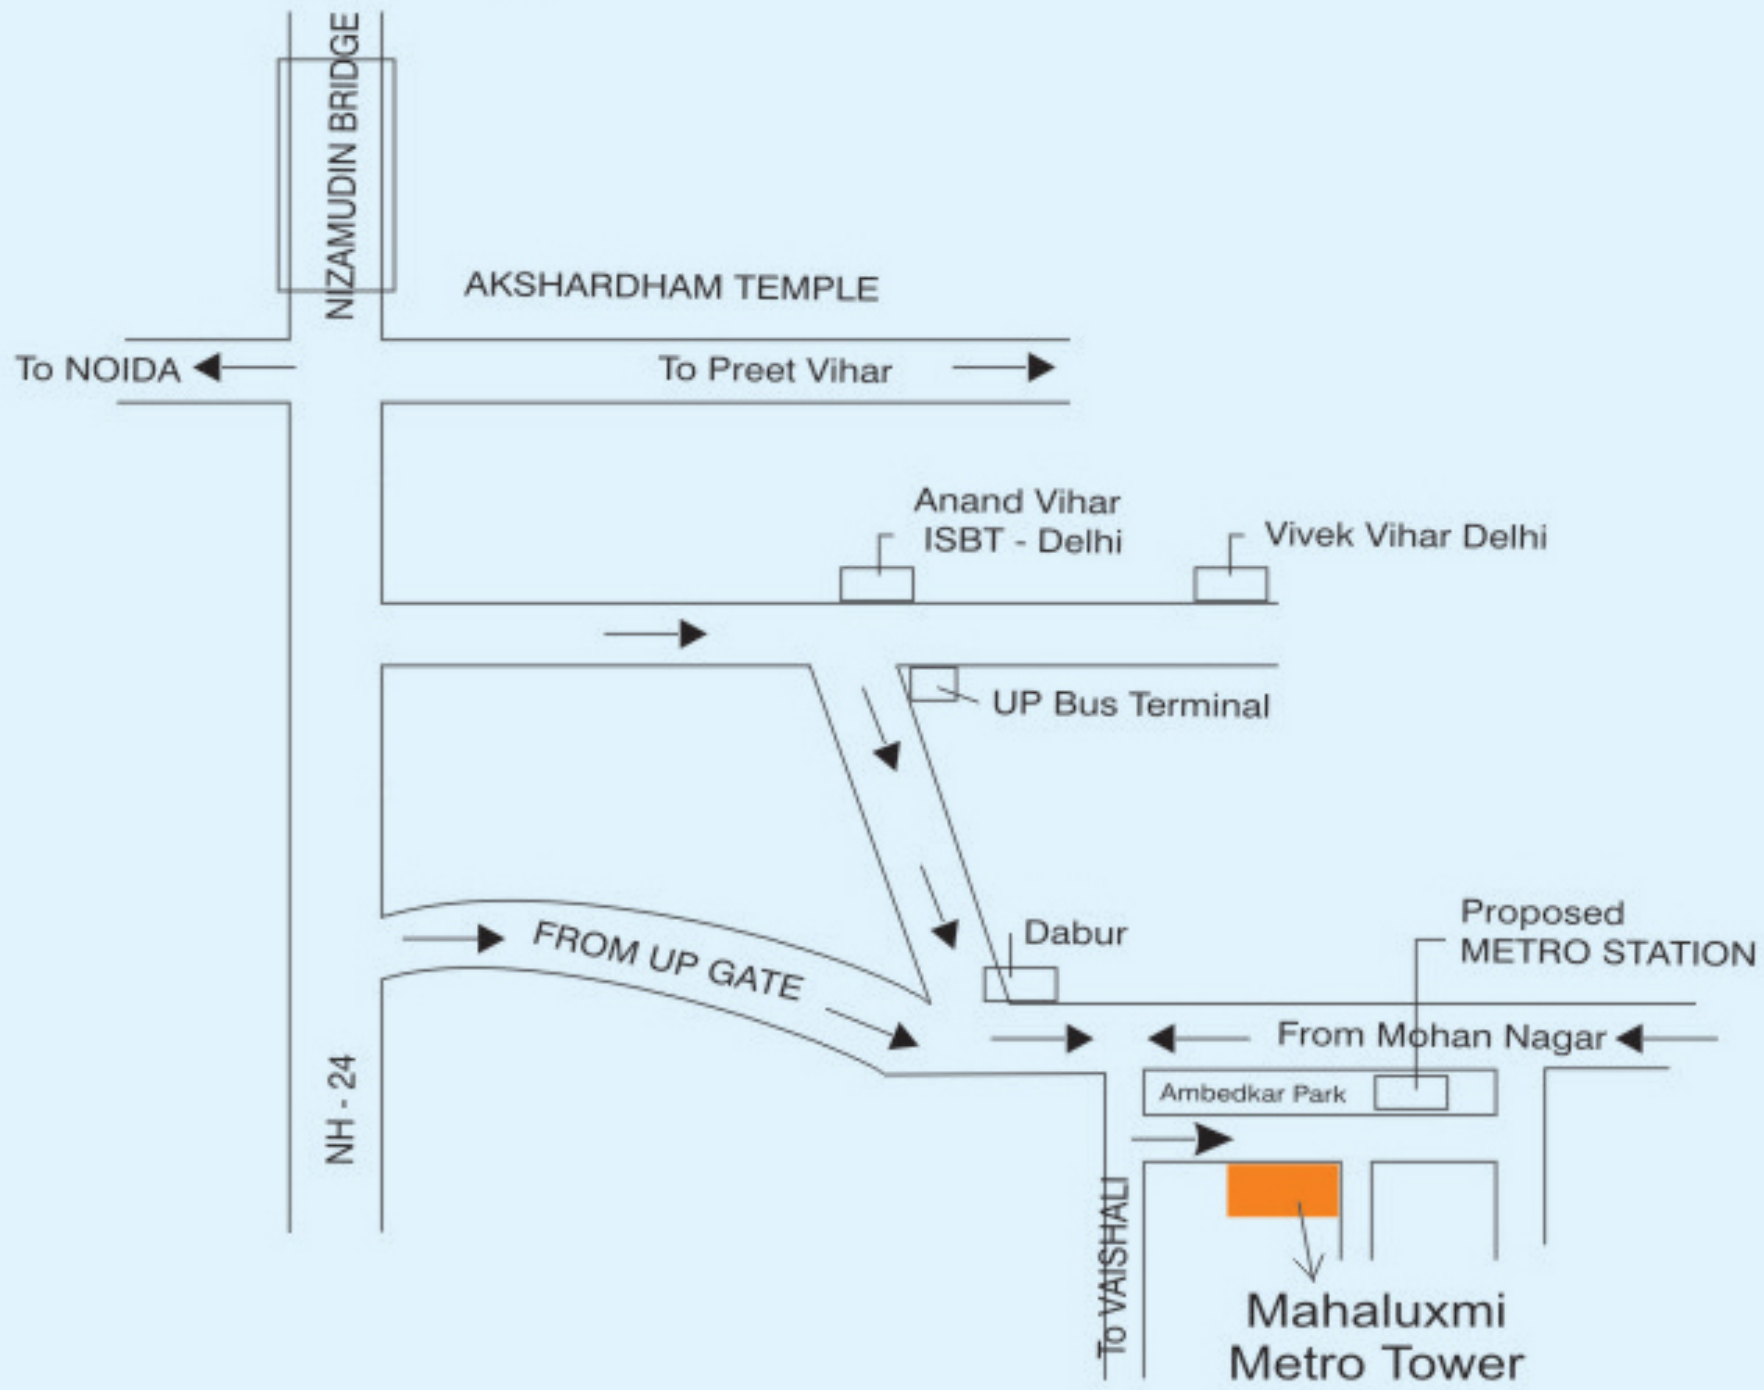 NIZAMUDIN BRIDGE
AKSHARDHAM TEMPLE
To NOIDA
To Preet Vihar
Anand Vihar
ISBT - Delhi
Vivek Vihar Delhi
UP Bus Terminal
FROM UP GATE
Dabur
Proposed
METRO STATION
From Mohan Nagar
Ambedkar Park
NH - 24
To VAISHALI
Mahaluxmi
Metro Tower